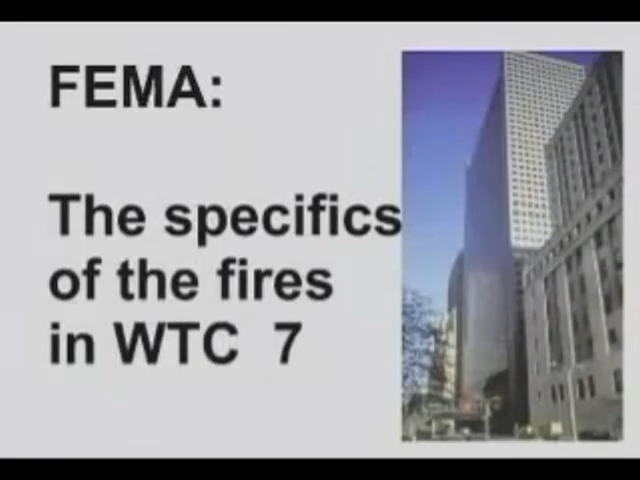 FEMA:
The specifics
of the fires
in WTC 7